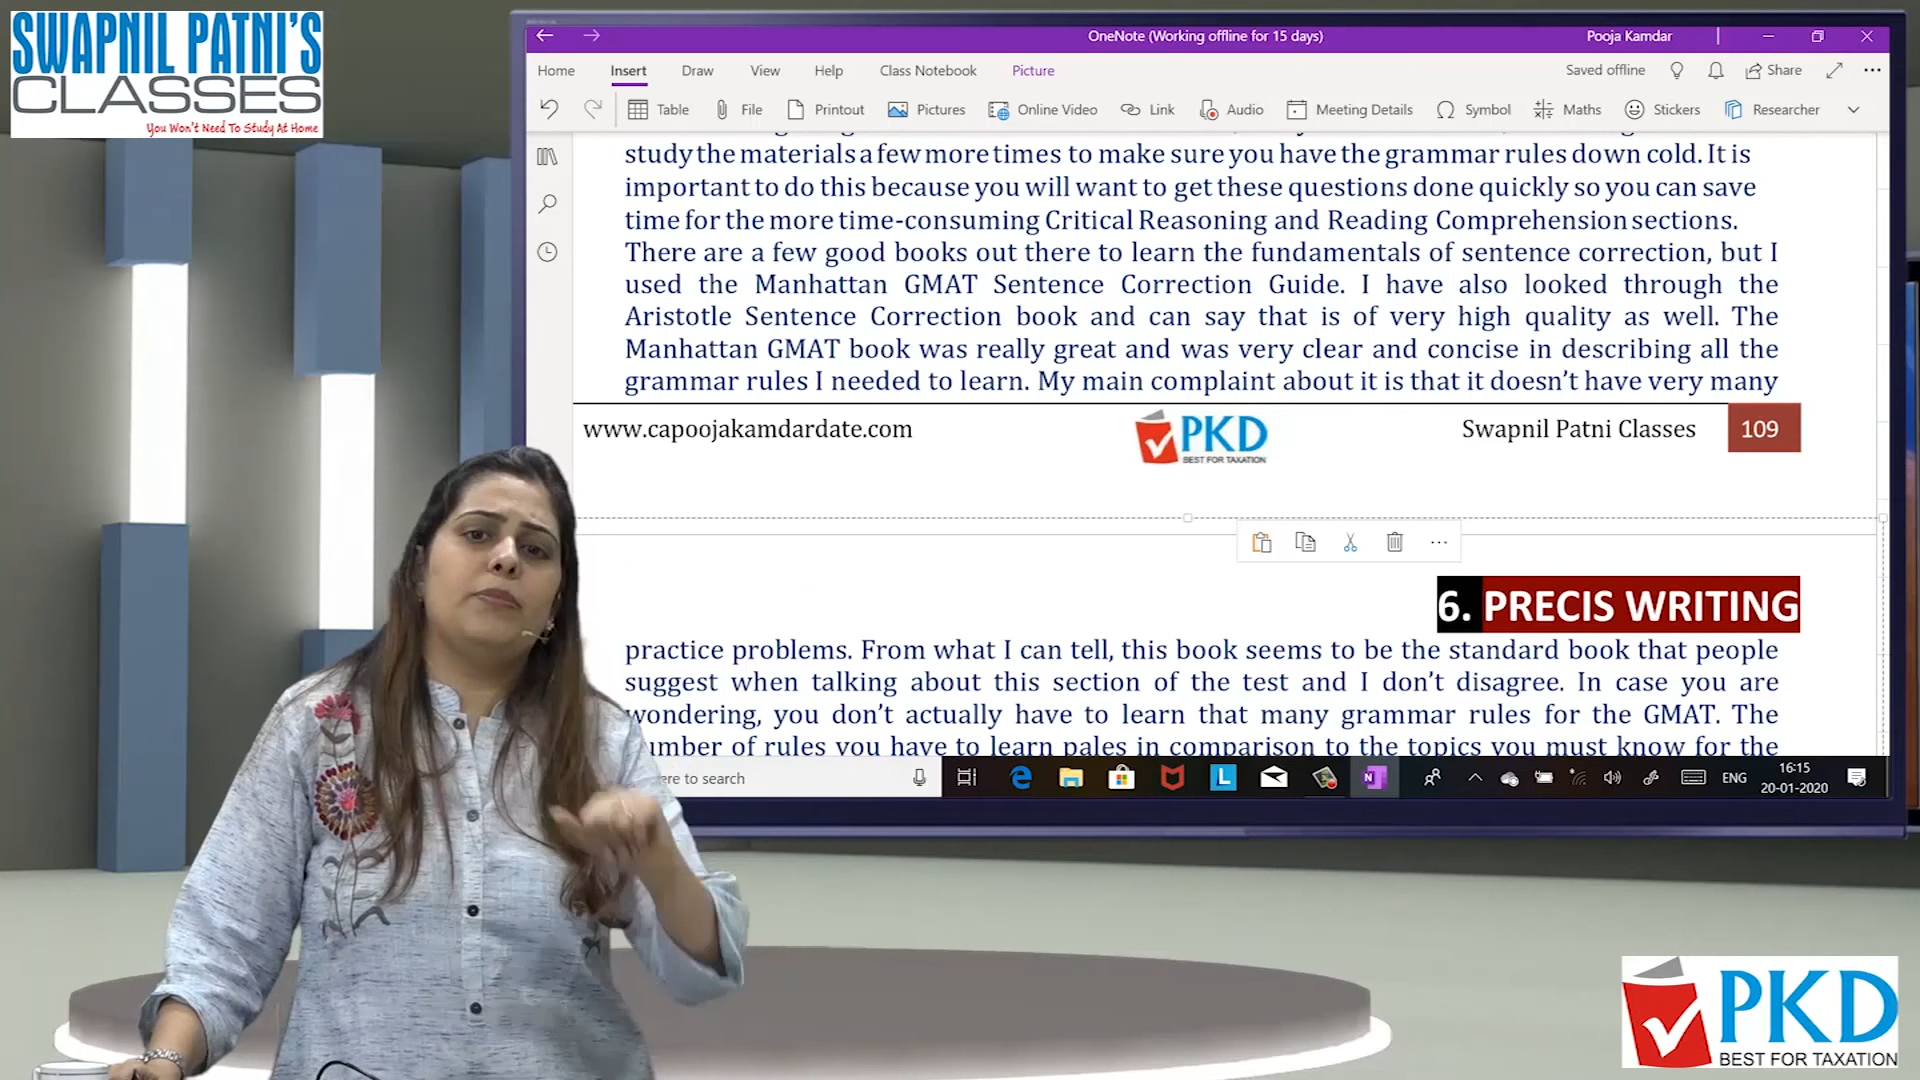 SWAPNIL PATNI'S
CLASSES
You Won't Need To Study At Home
OneNote (Working offline for 15 days)
Pooja Kamdar
Home Insert Draw View Help Class Notebook Picture
Saved offline
Share
Table File Printout Pictures Online Video Link Audio Meeting Details Symbol Maths Stickers Researcher
study the materials a few more times to make sure you have the grammar rules down cold. It is
important to do this because you will want to get these questions done quickly so you can save
time for the more time-consuming Critical Reasoning and Reading Comprehension sections.
There are a few good books out there to learn the fundamentals of sentence correction, but I
used the Manhattan GMAT Sentence Correction Guide. I have also looked through the
Aristotle Sentence Correction book and can say that is of very high quality as well. The
Manhattan GMAT book was really great and was very clear and concise in describing all the
grammar rules I needed to learn. My main complaint about it is that it doesn't have very many
www.capoojakamdardate.com
PKD
BEST FOR TAXATION
Swapnil Patni Classes
109
6. PRECIS WRITING
practice problems. From what I can tell, this book seems to be the standard book that people
suggest when talking about this section of the test and I don't disagree. In case you are
wondering, you don't actually have to learn that many grammar rules for the GMAT. The
number of rules you have to learn pales in comparison to the topics you must know for the
to search
L
N
ENG
16:15
20-01-2020
PKD
BEST FOR TAXATION